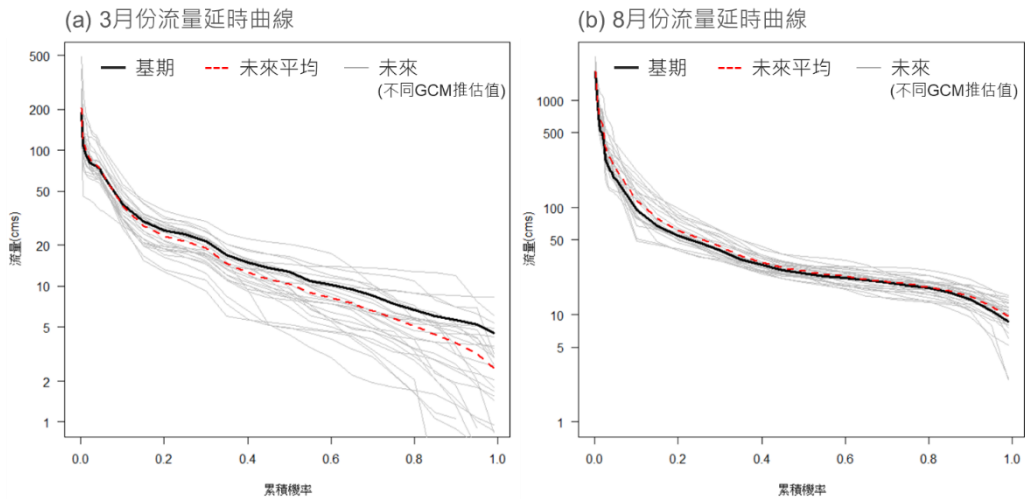 (a) 3月份流量延時曲線
500
200
100
50
20
10
5
2
1
流量(cms)
基期
未來平均
未來
(不同GCM推估值)
0.0 0.2 0.4 0.6 0.8 1.0
累積機率
(b) 8月份流量延時曲線
1000
500
100
50
10
5
1
流量(cms)
基期
未來平均
未來
(不同GCM推估值)
0.0 0.2 0.4 0.6 0.8 1.0
累積機率